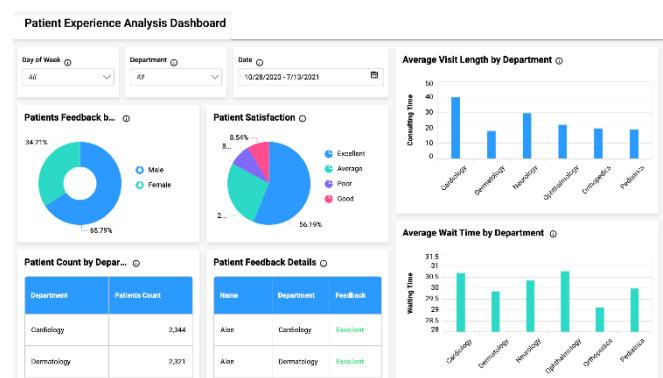 Patient Experience Analysis Dashboard
Day of Week
All
Department
All
Date
10/28/2020 - 7/13/2021
Patients Feedback b...
34.21%
65.79%
Male
Female
Patient Satisfaction
8.54%
8...
2...
56.19%
Excellent
Average
Poor
Good
Average Visit Length by Department
Consulting Time
50
40
30
20
10
0
Cardiology
Dermatology
Neurology
Ophthalmology
Orthopedics
Pediatrics
Patient Count by Depar...
Department Patients Count
Cardiology 2,344
Dermatology 2,321
Patient Feedback Details
Name Department Feedback
Alan Cardiology Excellent
Alan Dermatology Excellent
Average Wait Time by Department
Waiting Time
31.5
31
30.5
30
29.5
29
28.5
28
Cardiology
Dermatology
Neurology
Ophthalmology
Orthopedics
Pediatrics